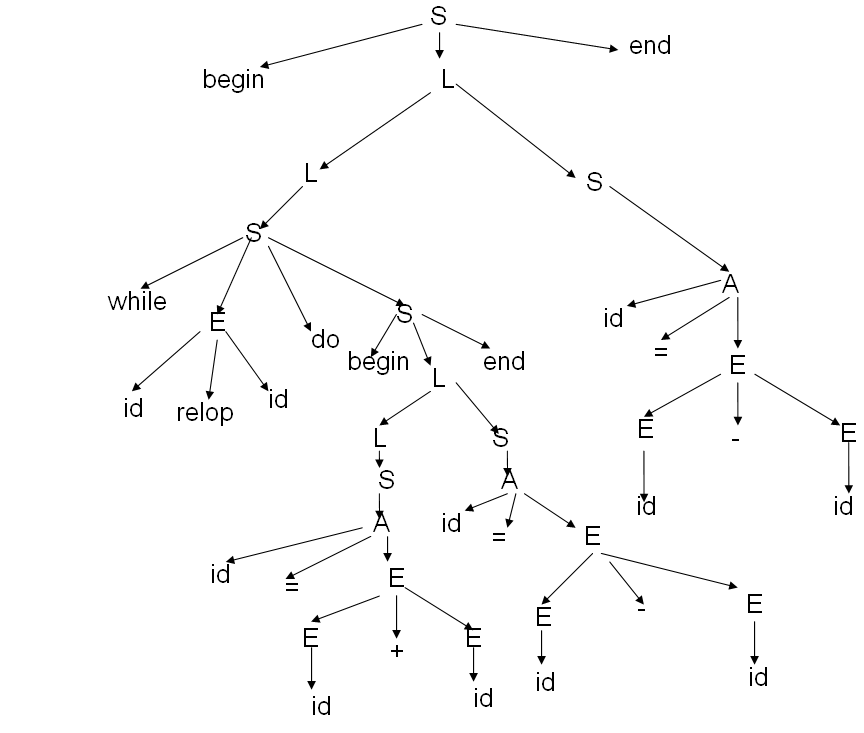 S
begin end
L
L S
S
while A
E do S id
begin end =
id relop id L E
L S E - E
S A
id = id id
A E
id = E E - E
E + E
id id
id id